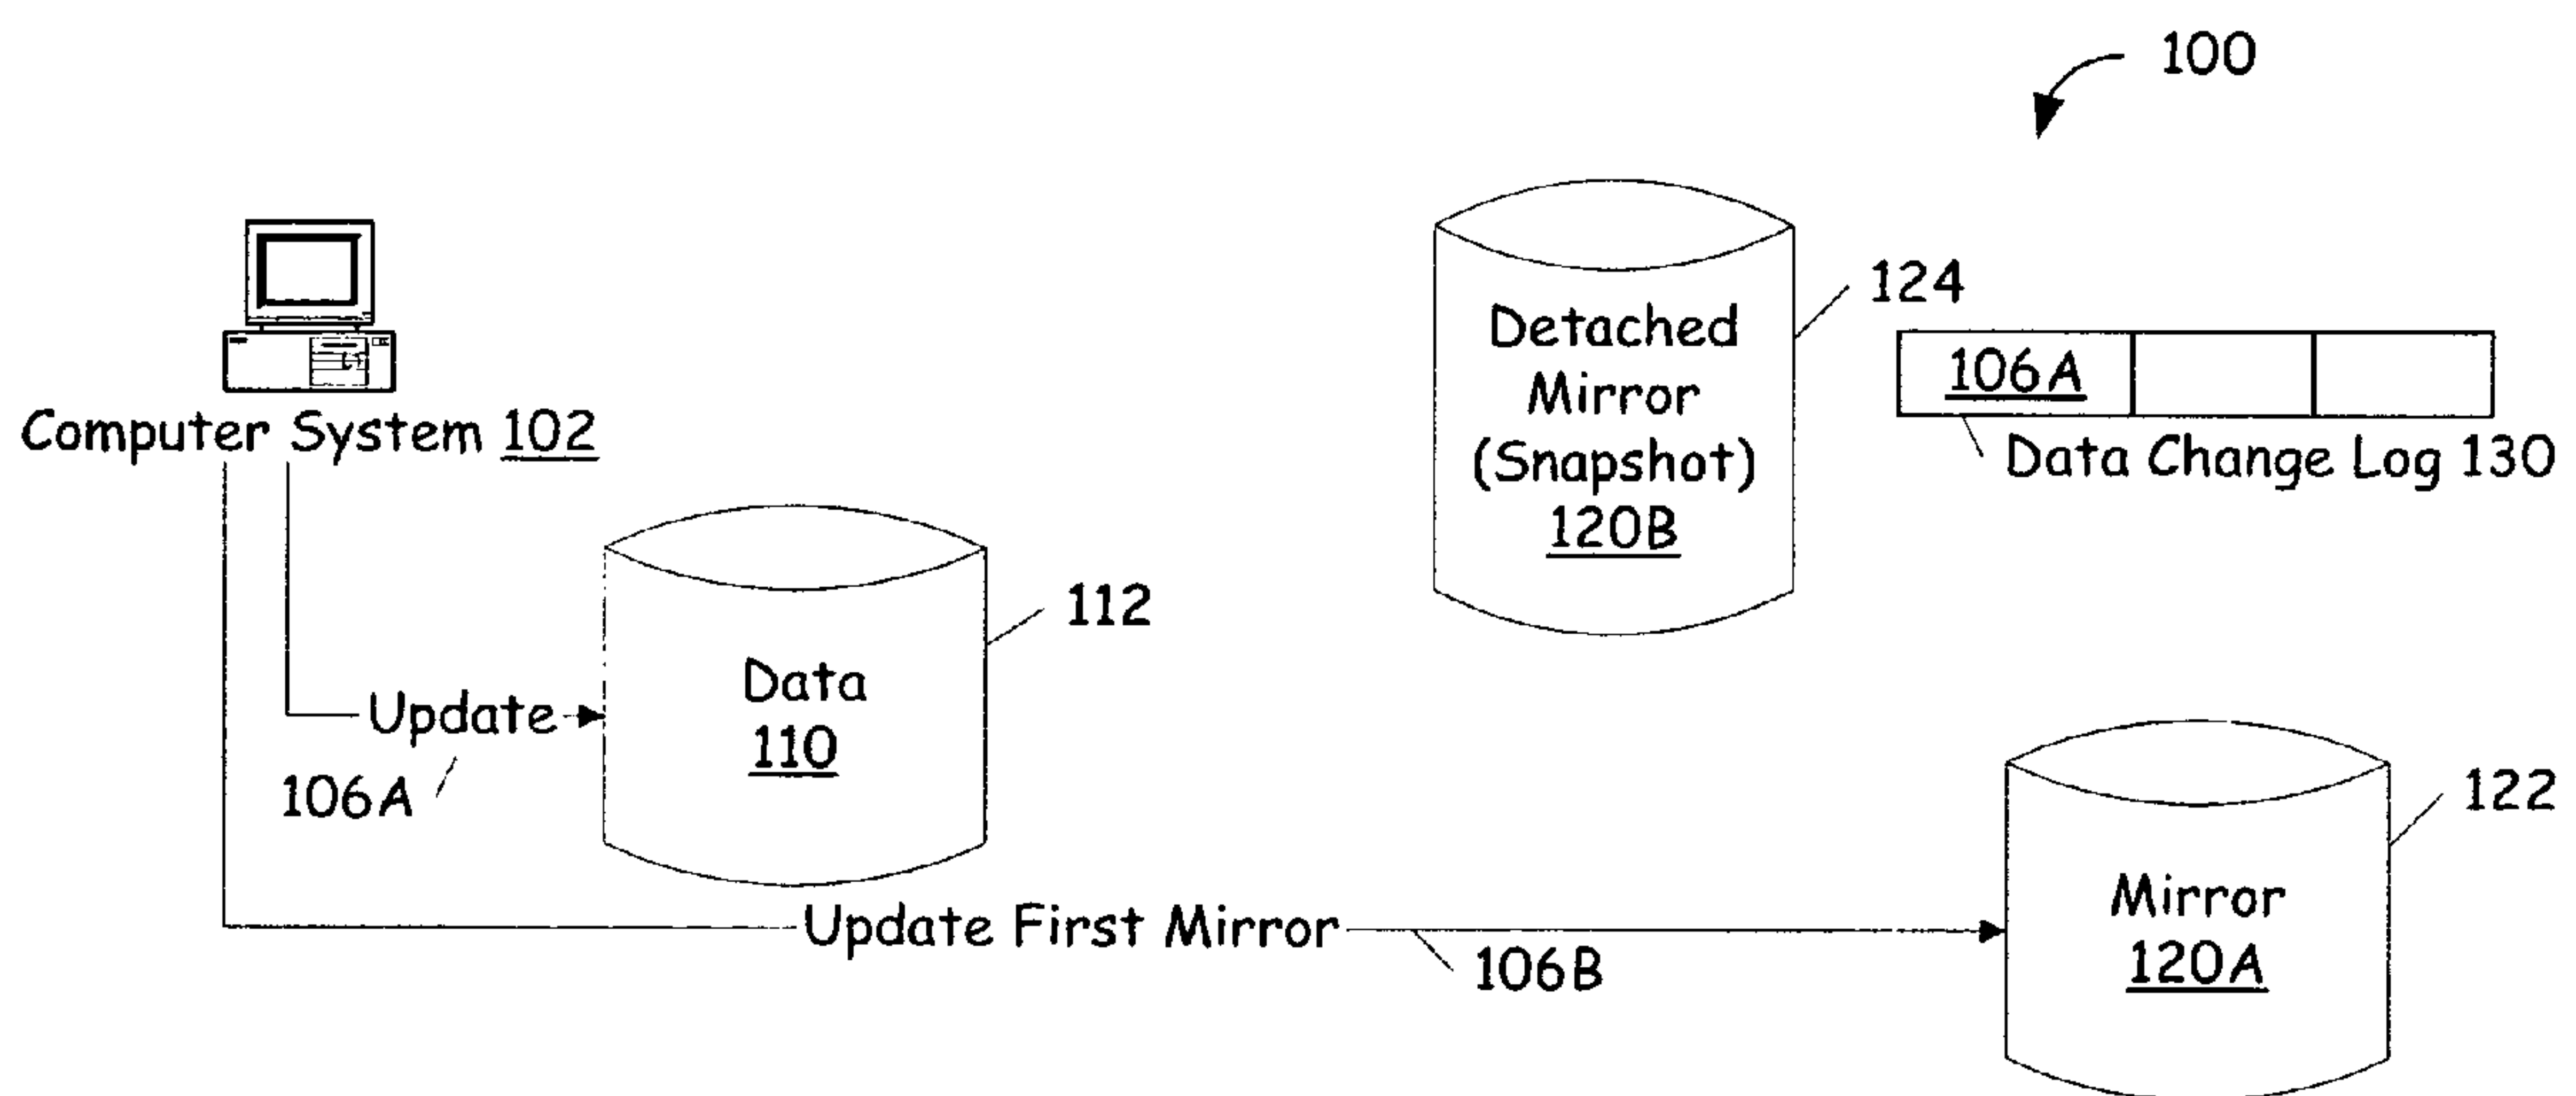 100
124
Detached
Mirror
(Snapshot)
120B
106A
Data Change Log 130
Computer System 102
112
Data
110
Update
106A
122
Mirror
120A
Update First Mirror
106B